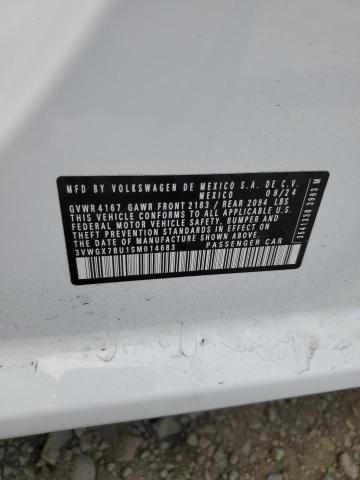 MFD BY VOLKSWAGEN DE MEXICO S.A. DE C.V.
MEXICO 08/24
GVWR 4167 GAWR FRONT 2183 / REAR 2094 LBS
THIS VEHICLE CONFORMS TO ALL APPLICABLE U.S.
FEDERAL MOTOR VEHICLE SAFETY, BUMPER AND
THEFT PREVENTION STANDARDS IN EFFECT
ON THE DATE OF MANUFACTURE SHOWN ABOVE
3VWGX7BU1SM014683 PASSENGER CAR
3541338 3963 M